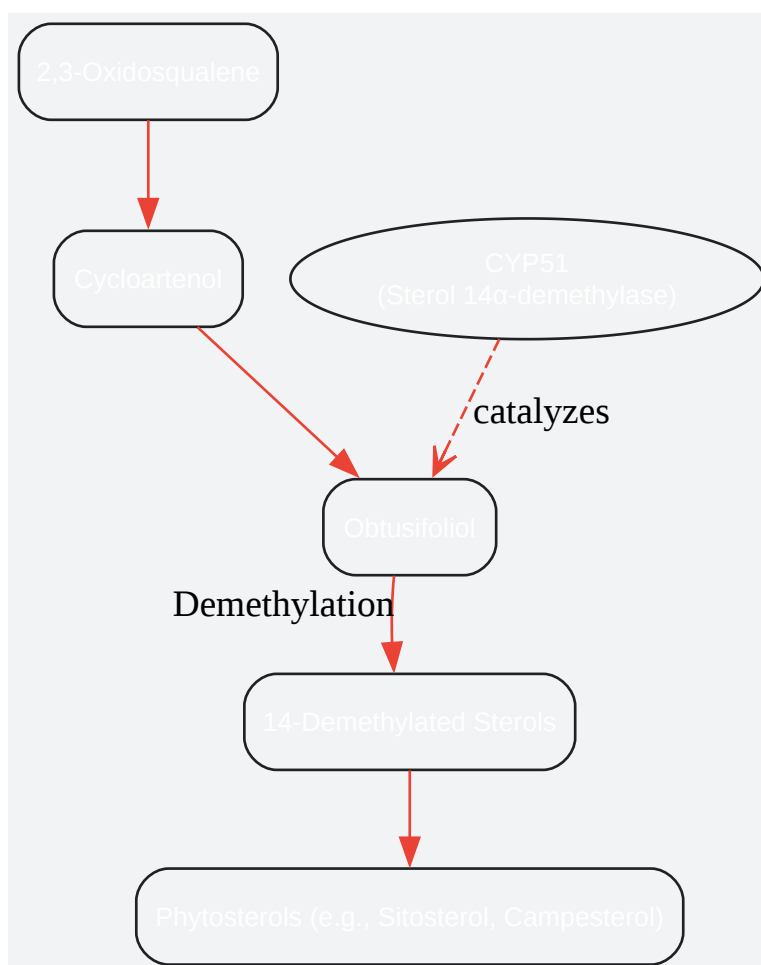 2,3-Oxidosqualene
Cycloartenol
CYP51
(Sterol 14α-demethylase)
catalyzes
Obtusifoliol
Demethylation
14-Demethylated Sterols
Phytosterols (e.g., Sitosterol, Campesterol)